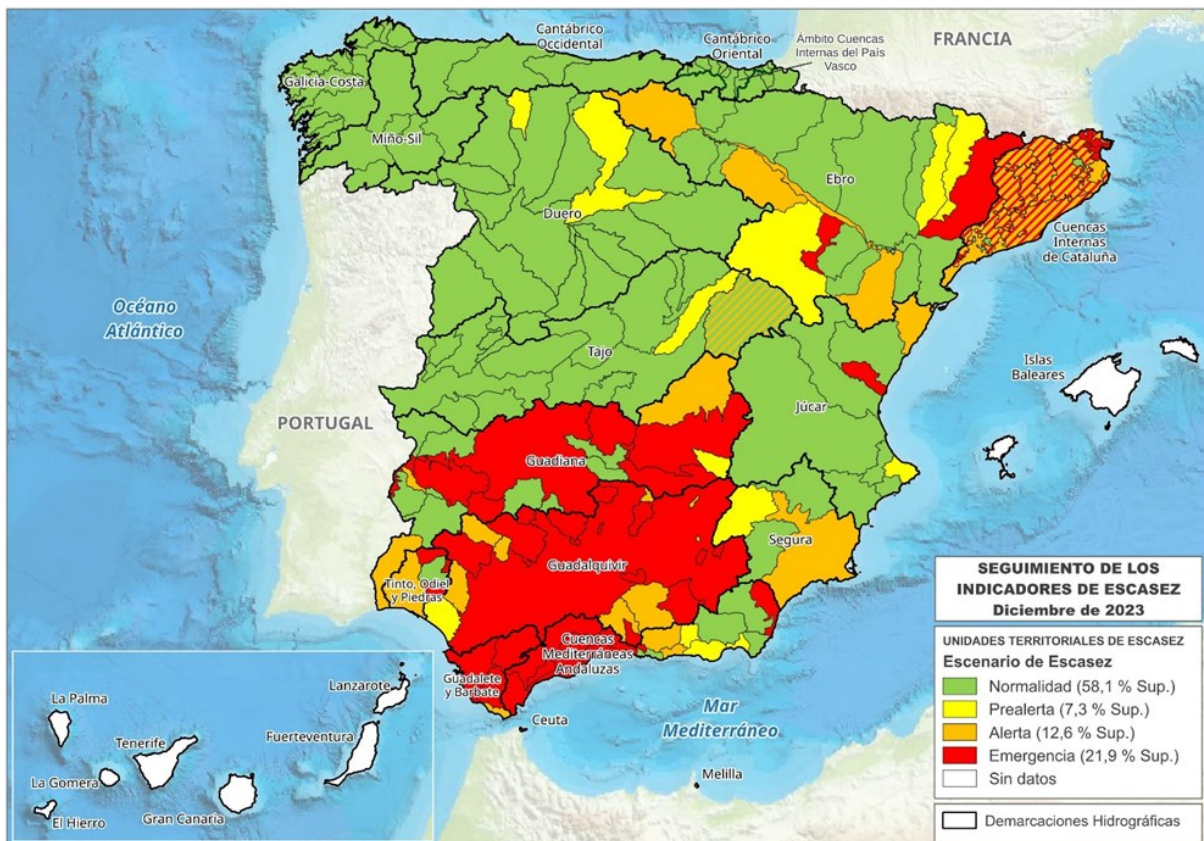 Cantábrico
Occidental
Cantábrico
Oriental
Ámbito Cuencas
Internas del País
Vasco
FRANCIA
Galicia-Costa
Miño-Sil
Duero
Ebro
Cuencas
Internas
de Cataluña
Océano
Atlántico
Tajo
Islas
Baleares
Júcar
PORTUGAL
Guadiana
Segura
Guadalquivir
Tinto, Odiel
y Piedras
Cuencas
Mediterráneas
Andaluzas
Guadalete
y Barbate
Ceuta
Mar
Mediterráneo
Melilla
La Palma
Lanzarote
Tenerife
Fuerteventura
La Gomera
El Hierro
Gran Canaria
SEGUIMIENTO DE LOS
INDICADORES DE ESCASEZ
Diciembre de 2023
UNIDADES TERRITORIALES DE ESCASEZ
Escenario de Escasez
Normalidad (58,1 % Sup.)
Prealerta (7,3 % Sup.)
Alerta (12,6 % Sup.)
Emergencia (21,9 % Sup.)
Sin datos
Demarcaciones Hidrográficas